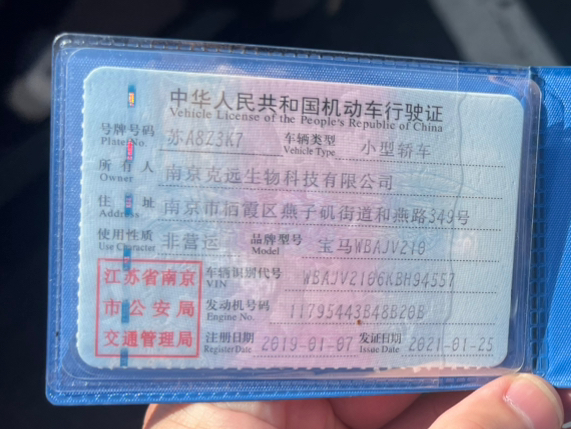 中华人民共和国机动车行驶证
Vehicle License of the People's Republic of China
号牌号码 苏A8Z3K7 车辆类型 小型轿车
Plate No. Vehicle Type
所有人 南京克远生物科技有限公司
Owner
住址 南京市栖霞区燕子矶街道和燕路349号
Address
使用性质 非营运 品牌型号 宝马WBAJV210
Use Character Model
江苏省南京
市公安局
交通管理局
车辆识别代号 WBAJV2106KBH94557
VIN
发动机号码 11795443B48B20B
Engine No.
注册日期 2019-01-07 发证日期 2021-01-25
Register Date Issue Date